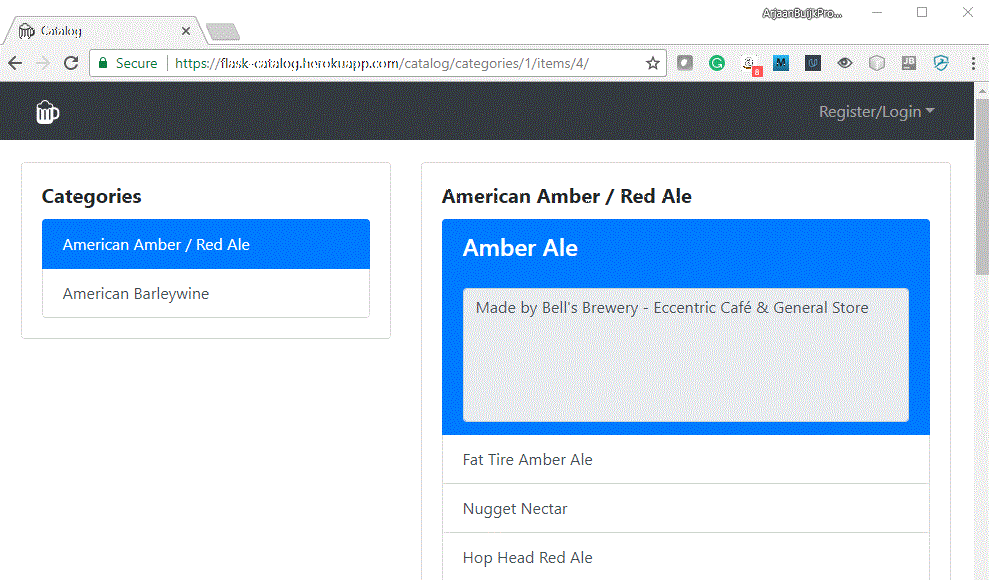 ArjaanBuijkPro...
Catalog
Secure
https://flask-catalog.herokuapp.com/catalog/categories/1/items/4/
8
M
U
JB
Register/Login
Categories
American Amber / Red Ale
American Barleywine
American Amber / Red Ale
Amber Ale
Made by Bell's Brewery - Eccentric Café & General Store
Fat Tire Amber Ale
Nugget Nectar
Hop Head Red Ale